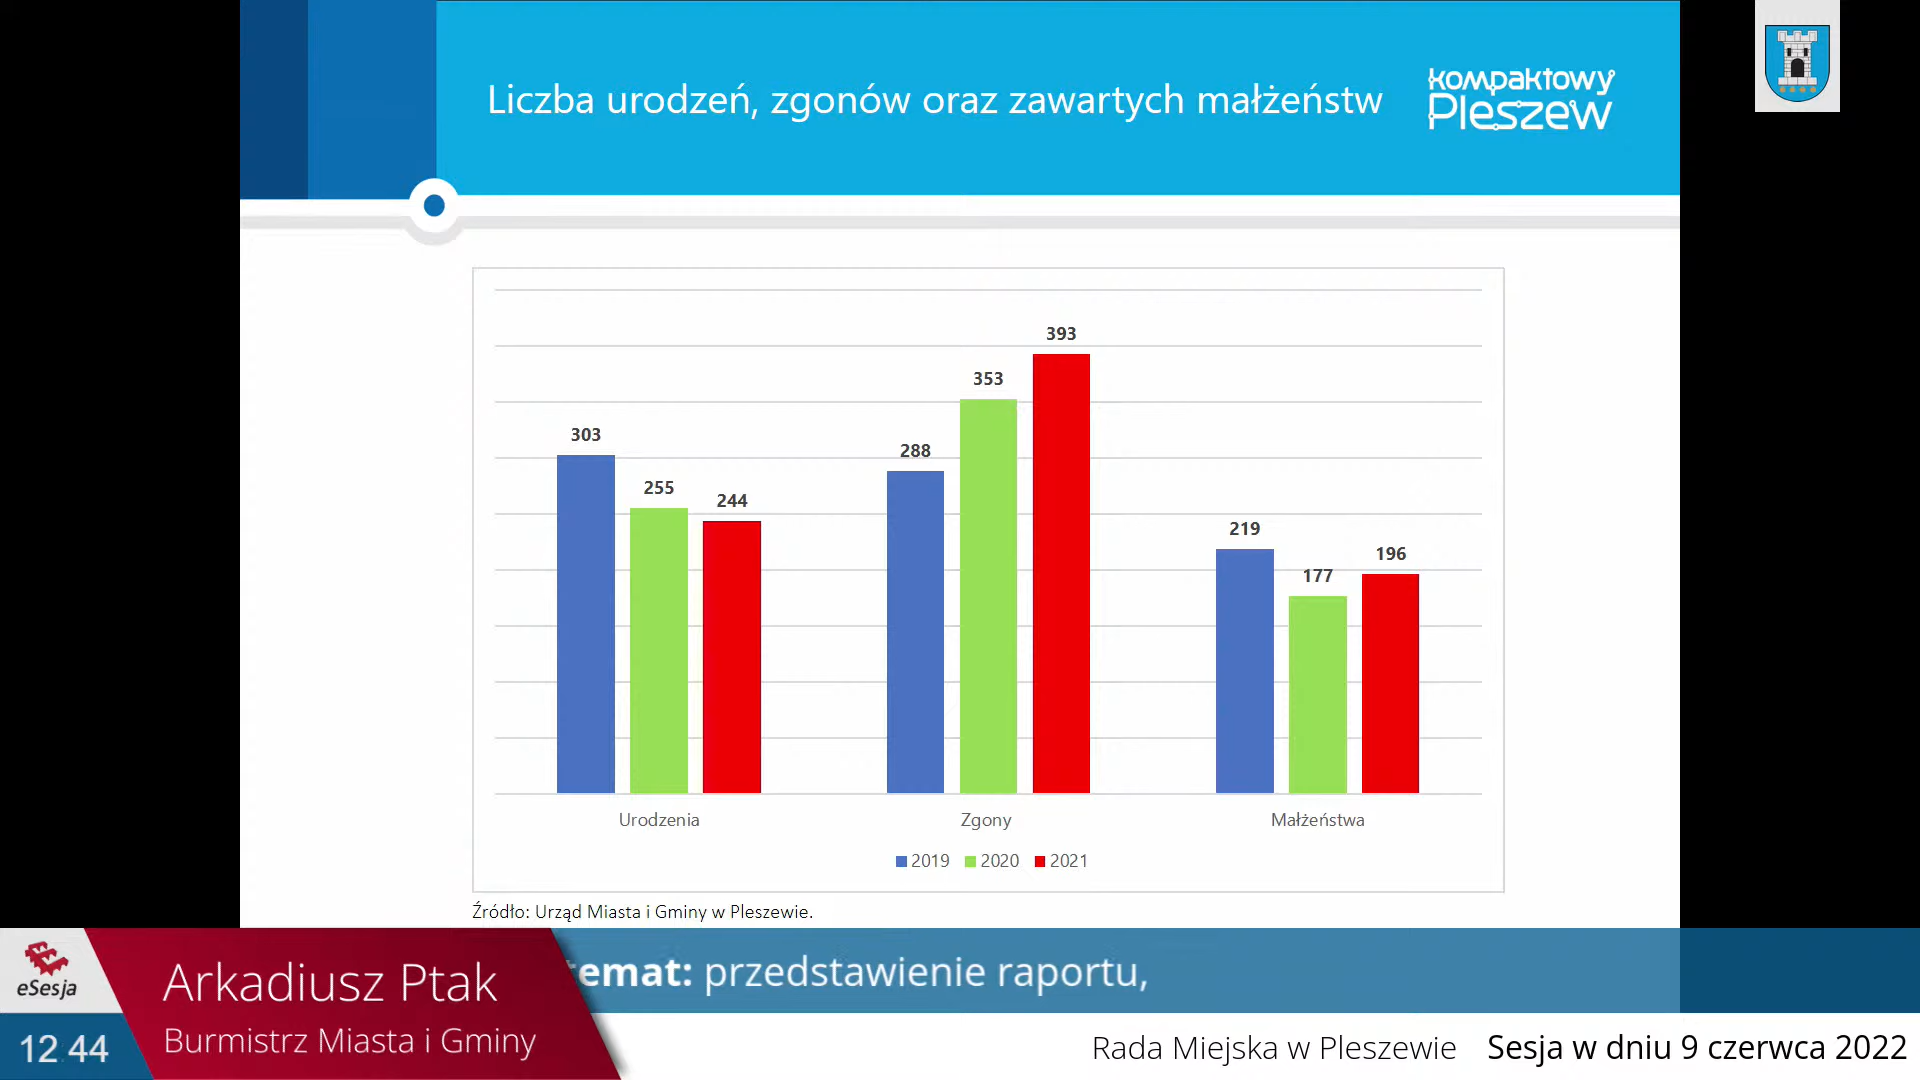 Liczba urodzeń, zgonów oraz zawartych małżeństw
kompaktowy
Pleszew
393
353
303
288
255
244
219
196
177
Urodzenia
Zgony
Małżeństwa
2019
2020
2021
Źródło: Urząd Miasta i Gminy w Pleszewie.
temat: przedstawienie raportu,
eSesja
Arkadiusz Ptak
Burmistrz Miasta i Gminy
12 44
Rada Miejska w Pleszewie
Sesja w dniu 9 czerwca 2022